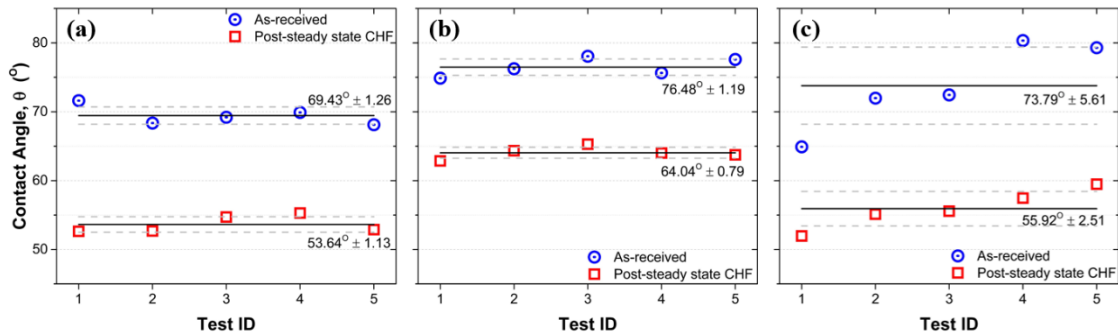 (a)
As-received
Post-steady state CHF
(b)
(c)
80
70
60
50
Contact Angle, θ (°)
69.43° ± 1.26
53.64° ± 1.13
76.48° ± 1.19
64.04° ± 0.79
As-received
Post-steady state CHF
73.79° ± 5.61
55.92° ± 2.51
As-received
Post-steady state CHF
1 2 3 4 5
1 2 3 4 5
1 2 3 4 5
Test ID
Test ID
Test ID